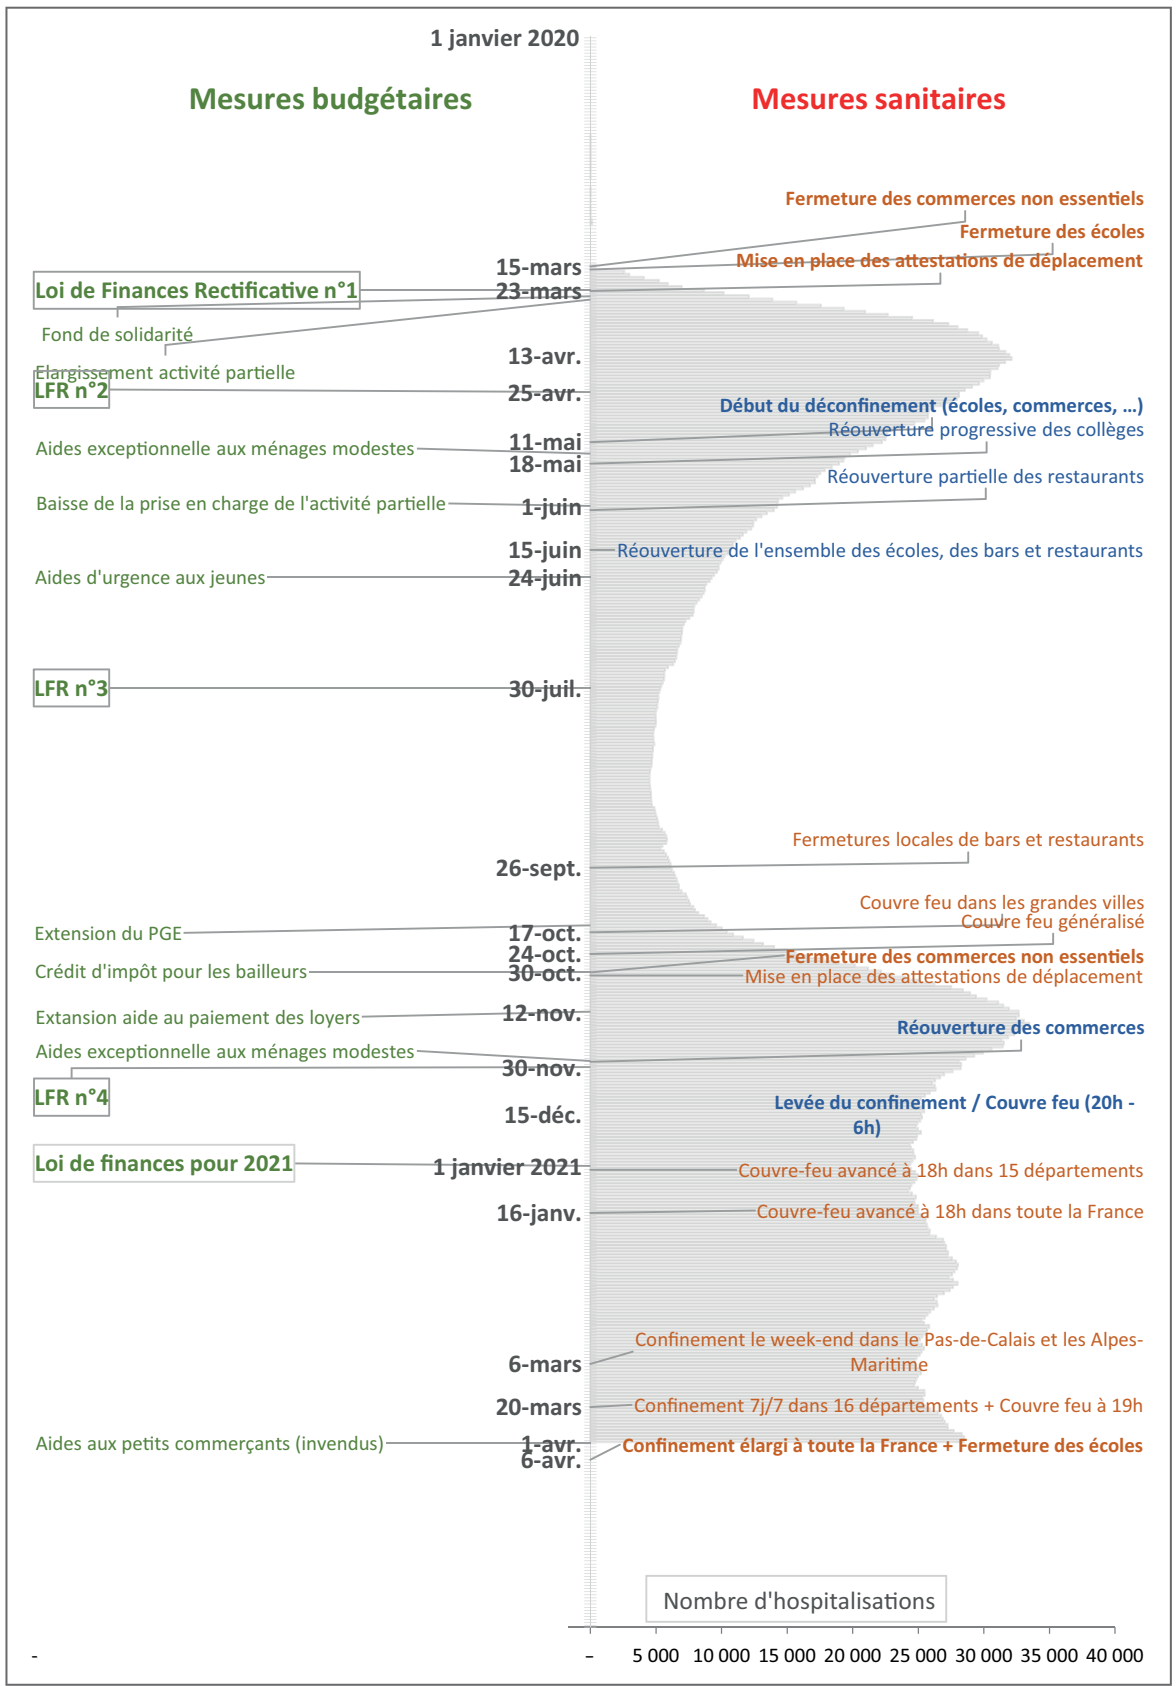 1 janvier 2020
Mesures budgétaires
Mesures sanitaires
Fermeture des commerces non essentiels
Fermeture des écoles
Mise en place des attestations de déplacement
15-mars
Loi de Finances Rectificative n°1
23-mars
Fond de solidarité
13-avr.
Elargissement activité partielle
LFR n°2
25-avr.
Début du déconfinement (écoles, commerces, ...)
Réouverture progressive des collèges
11-mai
Aides exceptionnelle aux ménages modestes
18-mai
Réouverture partielle des restaurants
Baisse de la prise en charge de l'activité partielle
1-juin
15-juin
Réouverture de l'ensemble des écoles, des bars et restaurants
Aides d'urgence aux jeunes
24-juin
LFR n°3
30-juil.
Fermetures locales de bars et restaurants
26-sept.
Couvre feu dans les grandes villes
Couvre feu généralisé
Extension du PGE
17-oct.
24-oct.
Fermeture des commerces non essentiels
Crédit d'impôt pour les bailleurs
30-oct.
Mise en place des attestations de déplacement
Extansion aide au paiement des loyers
12-nov.
Réouverture des commerces
Aides exceptionnelle aux ménages modestes
30-nov.
LFR n°4
15-déc.
Levée du confinement / Couvre feu (20h -
6h)
Loi de finances pour 2021
1 janvier 2021
Couvre-feu avancé à 18h dans 15 départements
16-janv.
Couvre-feu avancé à 18h dans toute la France
Confinement le week-end dans le Pas-de-Calais et les Alpes-
Maritime
6-mars
20-mars
Confinement 7j/7 dans 16 départements + Couvre feu à 19h
Aides aux petits commerçants (invendus)
1-avr.
Confinement élargi à toute la France + Fermeture des écoles
6-avr.
Nombre d'hospitalisations
- – 5 000 10 000 15 000 20 000 25 000 30 000 35 000 40 000